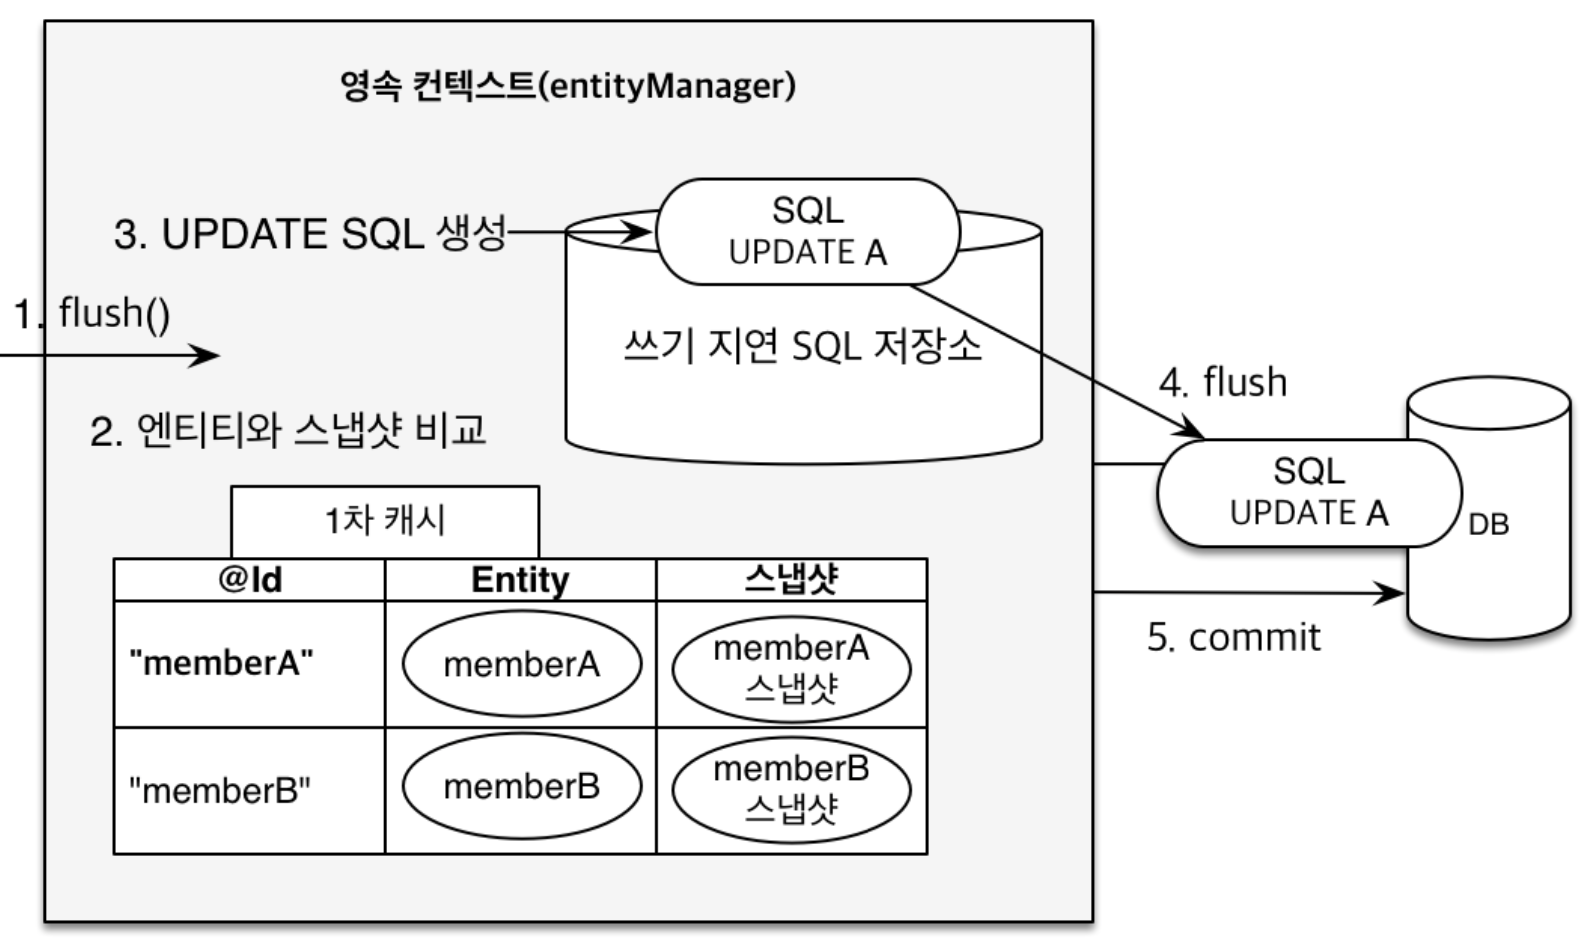 영속 컨텍스트(entityManager)
SQL
UPDATE A
3. UPDATE SQL 생성
1. flush()
쓰기 지연 SQL 저장소
4. flush
2. 엔티티와 스냅샷 비교
SQL
UPDATE A
DB
1차 캐시
@Id Entity 스냅샷
5. commit
"memberA" memberA memberA
스냅샷
"memberB" memberB memberB
스냅샷